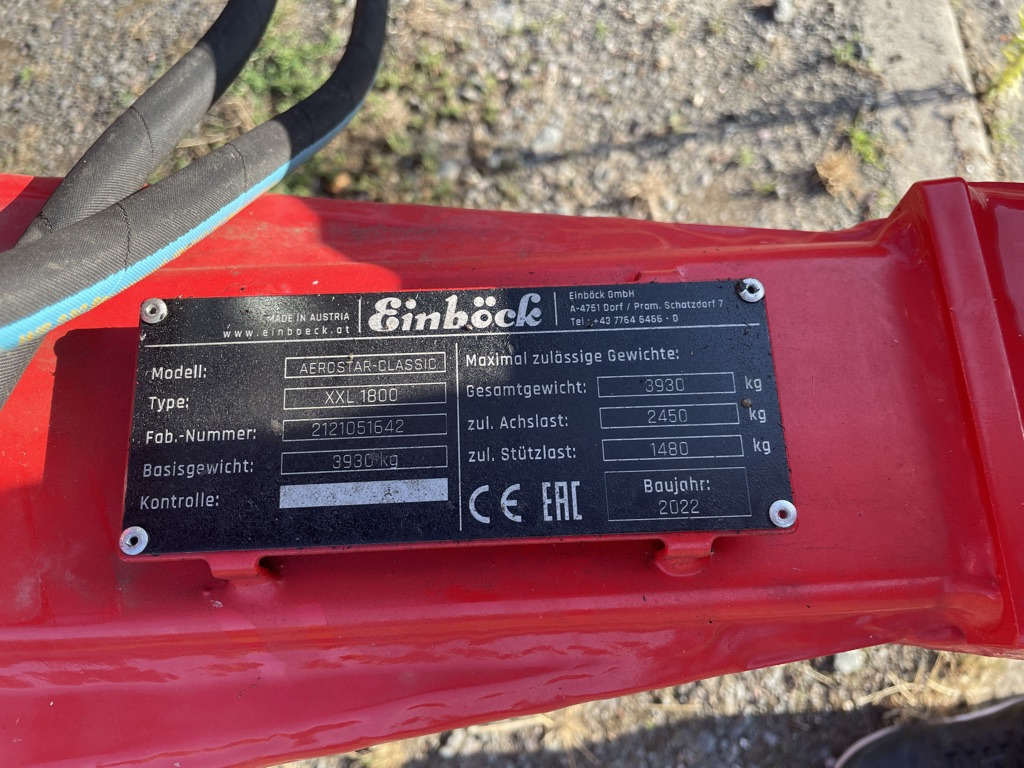 MADE IN AUSTRIA
www.einboeck.at
Einböck
Einböck GmbH
A-4751 Dorf / Pram, Schatzdorf 7
Tel.:+43 7764 6466 - 0
Modell: AEROSTAR-CLASSIC
Type: XXL 1800
Fab.-Nummer: 2121051642
Basisgewicht: 3930 kg
Kontrolle:
Maximal zulässige Gewichte:
Gesamtgewicht: 3930 kg
zul. Achslast: 2450 kg
zul. Stützlast: 1480 kg
CE EAC
Baujahr:
2022